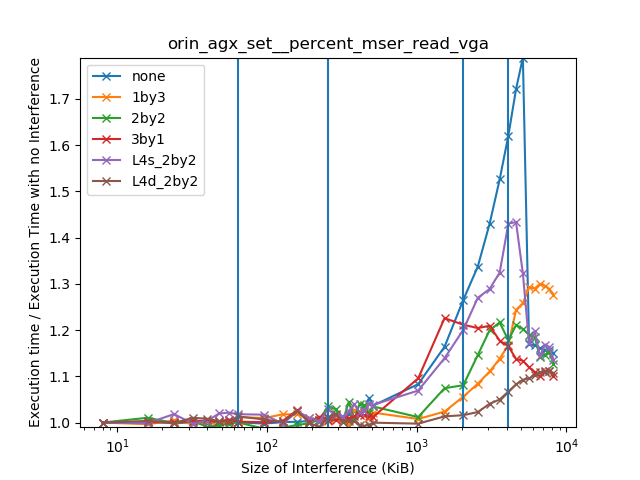 orin_agx_set__percent_mser_read_vga
Execution time / Execution Time with no Interference
1.7
1.6
1.5
1.4
1.3
1.2
1.1
1.0
none
1by3
2by2
3by1
L4s_2by2
L4d_2by2
10¹
10²
10³
10⁴
Size of Interference (KiB)